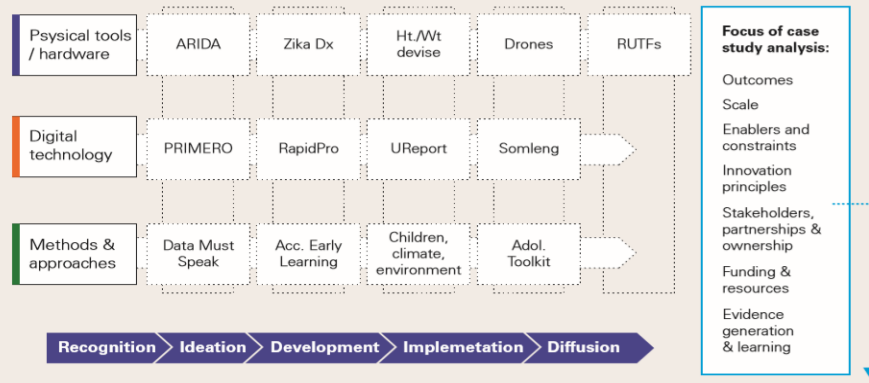 Psysical tools
/ hardware
ARIDA
Zika Dx
Ht./Wt
devise
Drones
RUTFs
Digital
technology
PRIMERO
RapidPro
UReport
Somleng
Methods &
approaches
Data Must
Speak
Acc. Early
Learning
Children,
climate,
environment
Adol.
Toolkit
Recognition
Ideation
Development
Implemetation
Diffusion
Focus of case
study analysis:
Outcomes
Scale
Enablers and
constraints
Innovation
principles
Stakeholders,
partnerships &
ownership
Funding &
resources
Evidence
generation
& learning